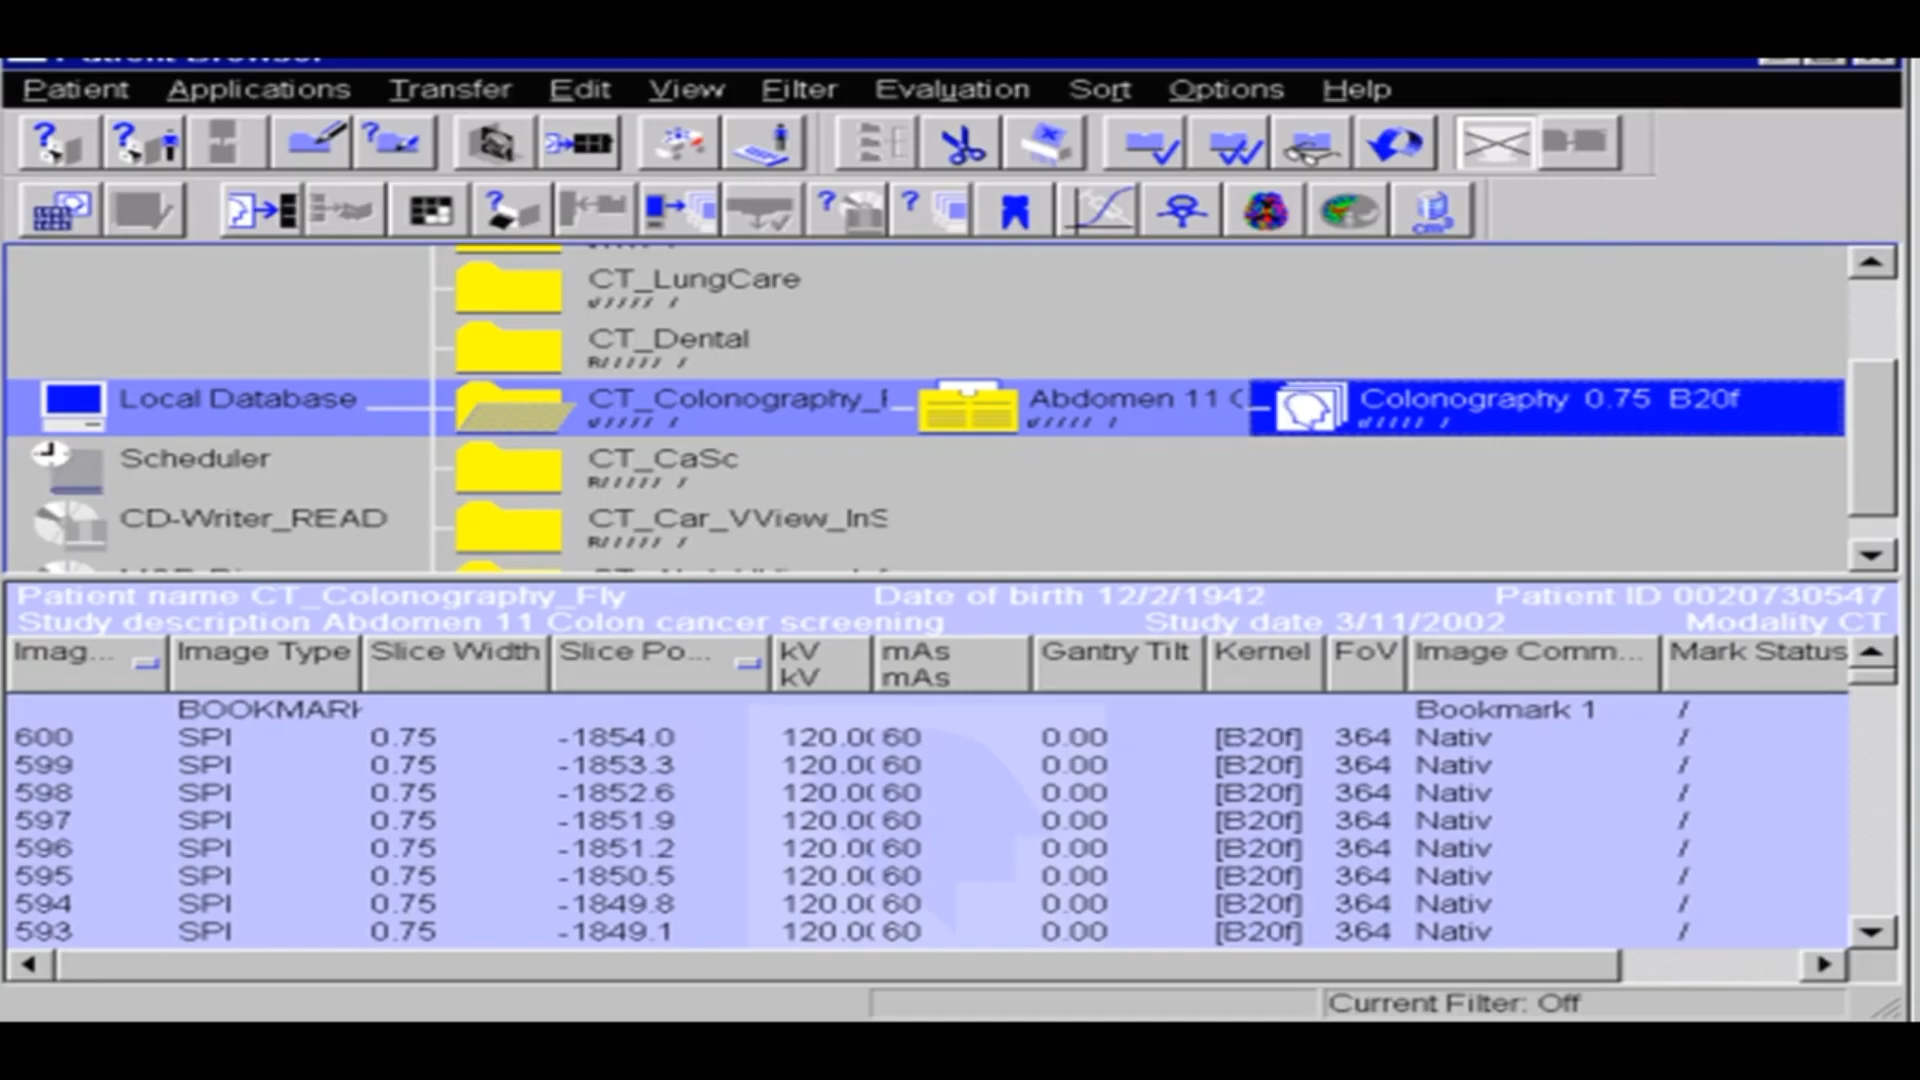 Patient Browser
Patient Applications Transfer Edit View Filter Evaluation Sort Options Help
? ? ?
? ? ? cm³
CT_LungCare
CT_Dental
R///// /
Local Database CT_Colonography_F Abdomen 11 C Colonography 0.75 B20f
Scheduler CT_CaSc
R///// /
CD-Writer_READ CT_Car_VView_InS
R///// /
Patient name CT_Colonography_Fly Date of birth 12/2/1942 Patient ID 0020730547
Study description Abdomen 11 Colon cancer screening Study date 3/11/2002 Modality CT
Imag... Image Type Slice Width Slice Po... kV mAs Gantry Tilt Kernel FoV Image Comm... Mark Status
kV mAs
BOOKMARK Bookmark 1 /
600 SPI 0.75 -1854.0 120.0( 60 0.00 [B20f] 364 Nativ /
599 SPI 0.75 -1853.3 120.0( 60 0.00 [B20f] 364 Nativ /
598 SPI 0.75 -1852.6 120.0( 60 0.00 [B20f] 364 Nativ /
597 SPI 0.75 -1851.9 120.0( 60 0.00 [B20f] 364 Nativ /
596 SPI 0.75 -1851.2 120.0( 60 0.00 [B20f] 364 Nativ /
595 SPI 0.75 -1850.5 120.0( 60 0.00 [B20f] 364 Nativ /
594 SPI 0.75 -1849.8 120.0( 60 0.00 [B20f] 364 Nativ /
593 SPI 0.75 -1849.1 120.0( 60 0.00 [B20f] 364 Nativ /
Current Filter: Off